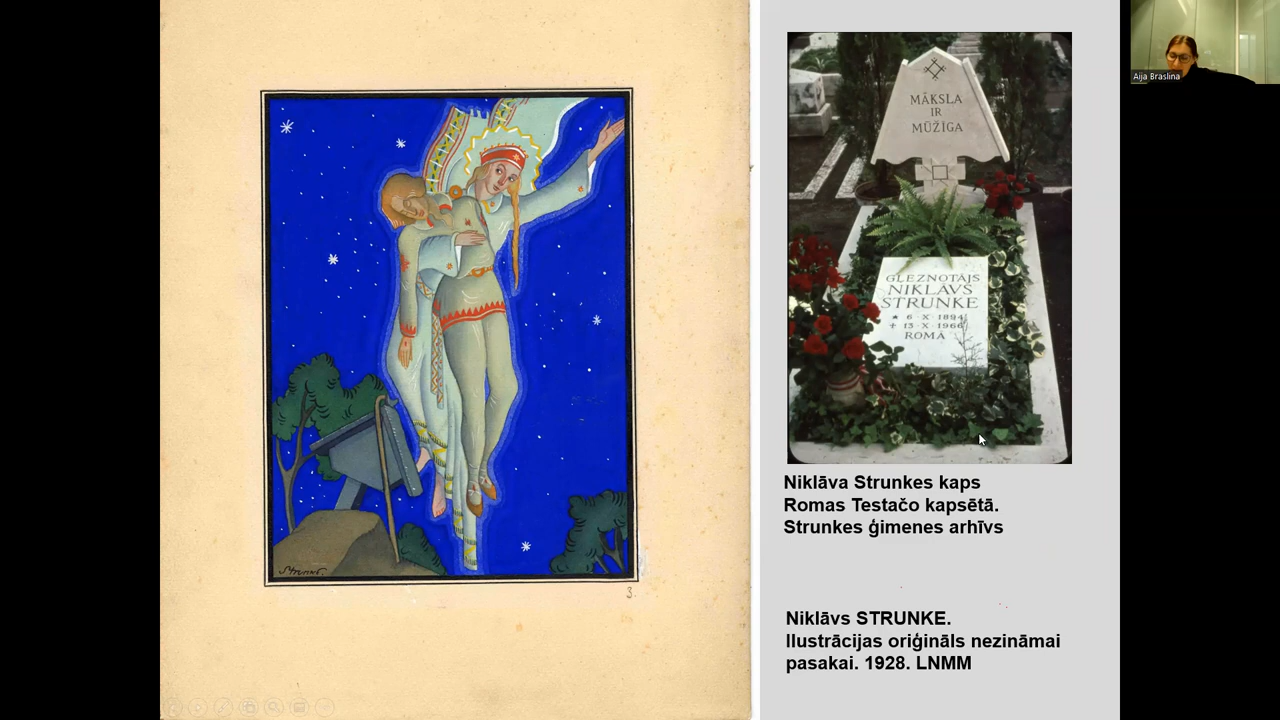 Strunke.
3.
MĀKSLA
IR
MŪŽĪGA
GLEZNOTĀJS
NIKLĀVS
STRUNKE
* 6 X 1894
† 13 X 1966
ROMĀ
Niklāva Strunkes kaps
Romas Testačo kapsētā.
Strunkes ģimenes arhīvs
Niklāvs STRUNKE.
Ilustrācijas oriģināls nezināmai
pasakai. 1928. LNMM
Aija Braslina